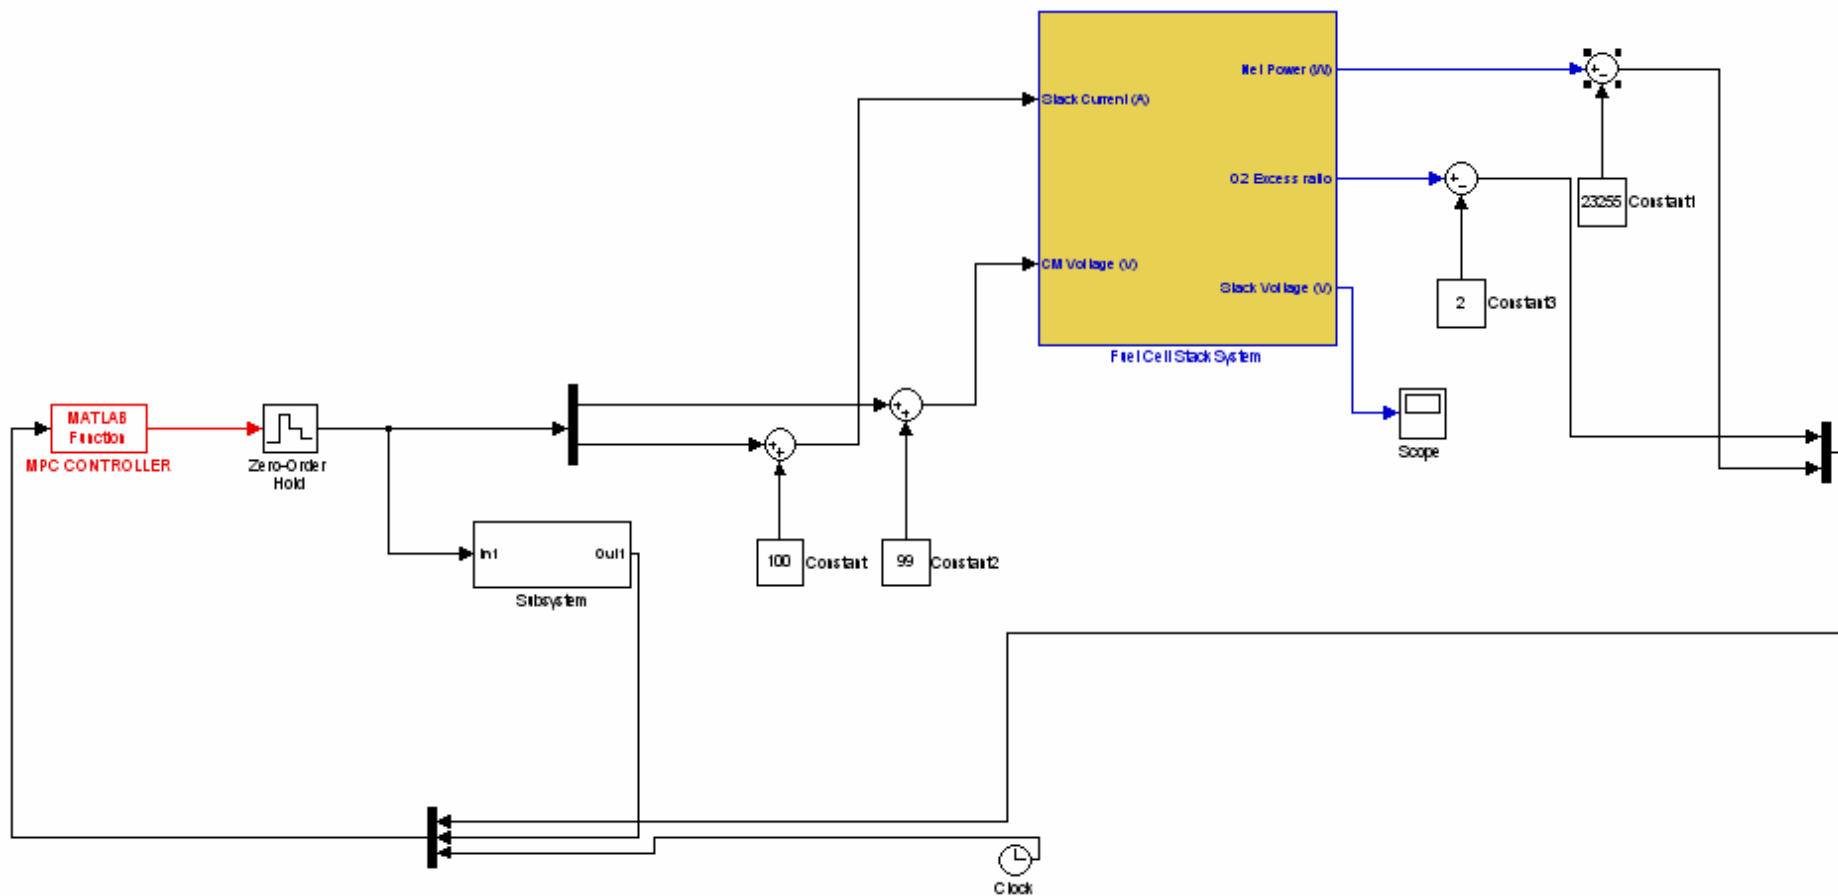 Net Power (W)
Stack Current (A)
O2 Excess ratio
23255 Constant1
CM Voltage (V)
Stack Voltage (V)
2 Constant3
Fuel Cell Stack System
MATLAB
Function
MPC CONTROLLER
Zero-Order
Hold
Scope
In1 Out1
Subsystem
100 Constant
99 Constant2
Clock